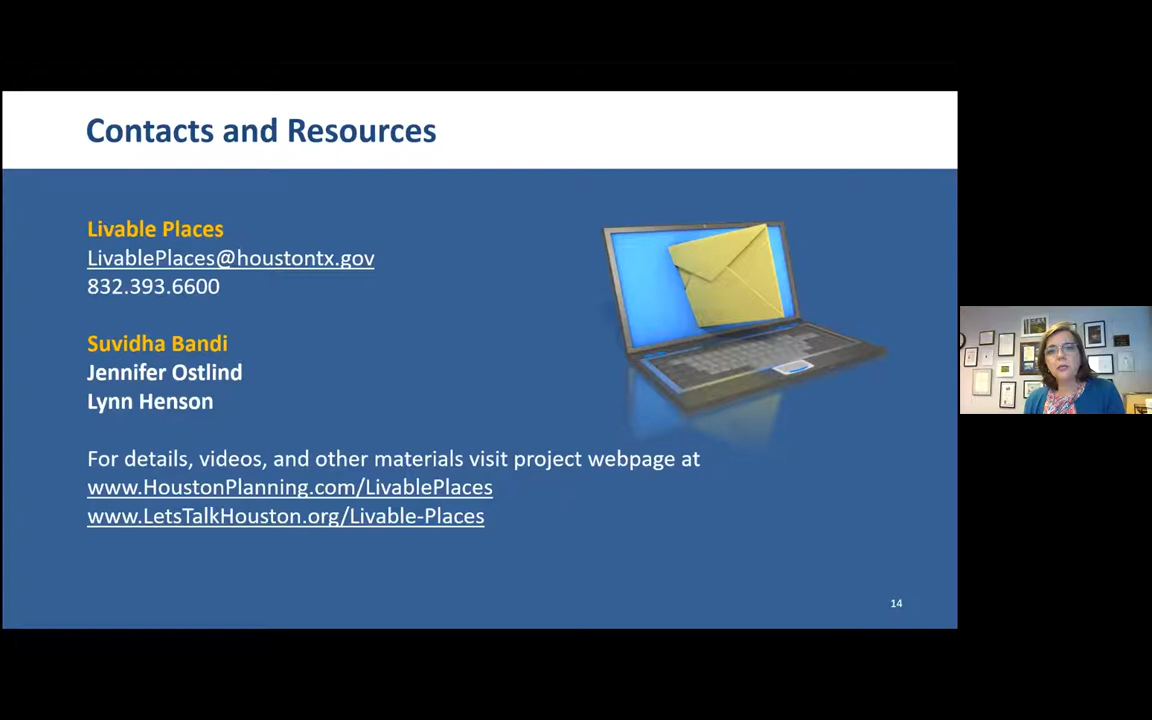 Contacts and Resources
Livable Places
LivablePlaces@houstontx.gov
832.393.6600
Suvidha Bandi
Jennifer Ostlind
Lynn Henson
For details, videos, and other materials visit project webpage at
www.HoustonPlanning.com/LivablePlaces
www.LetsTalkHouston.org/Livable-Places
14